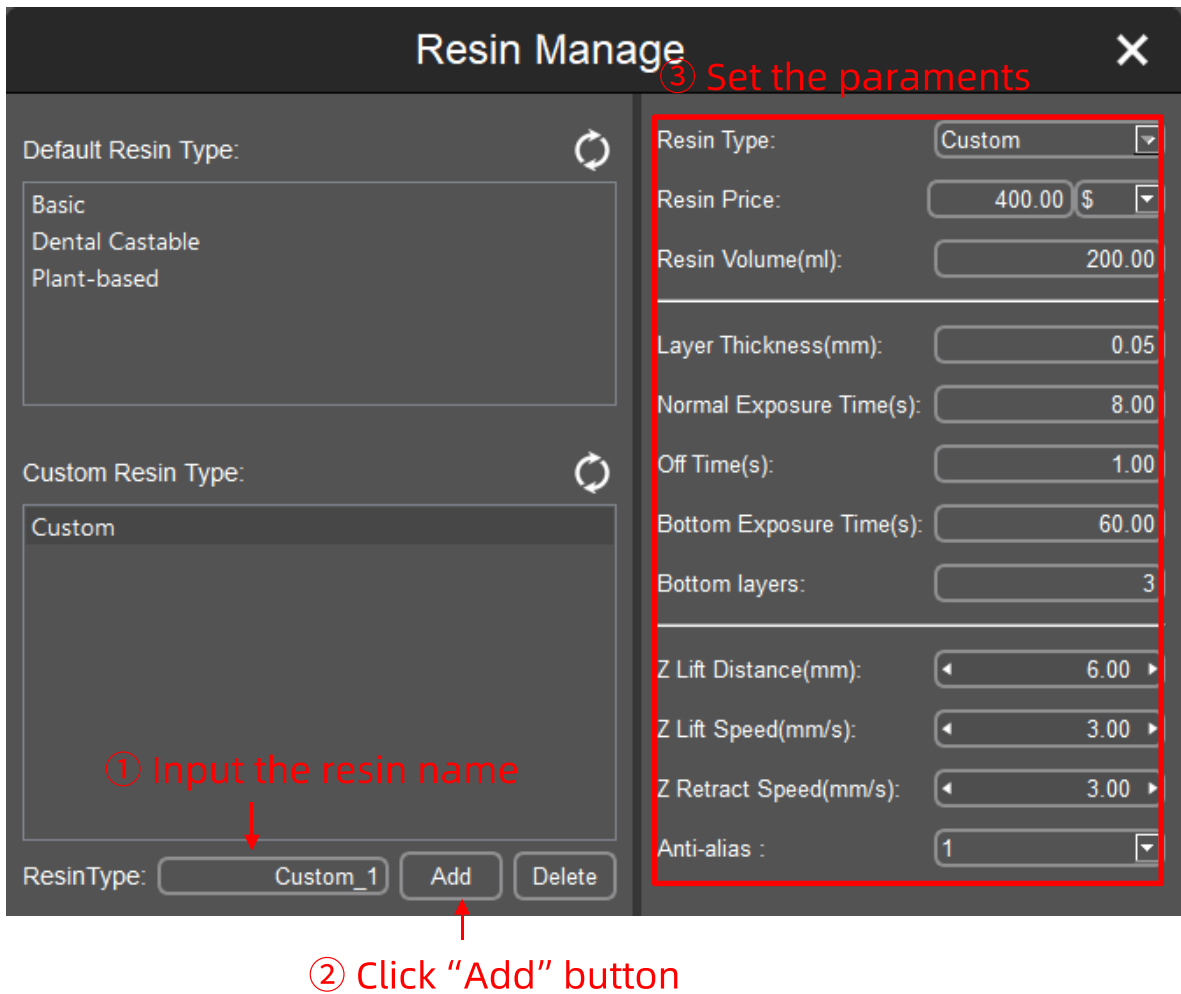 Resin Manage
③ Set the paraments
Default Resin Type:
Basic
Dental Castable
Plant-based
Custom Resin Type:
Custom
① Input the resin name
ResinType: Custom_1 Add Delete
② Click “Add” button
Resin Type: Custom
Resin Price: 400.00 $
Resin Volume(ml): 200.00
Layer Thickness(mm): 0.05
Normal Exposure Time(s): 8.00
Off Time(s): 1.00
Bottom Exposure Time(s): 60.00
Bottom layers: 3
Z Lift Distance(mm): 6.00
Z Lift Speed(mm/s): 3.00
Z Retract Speed(mm/s): 3.00
Anti-alias : 1